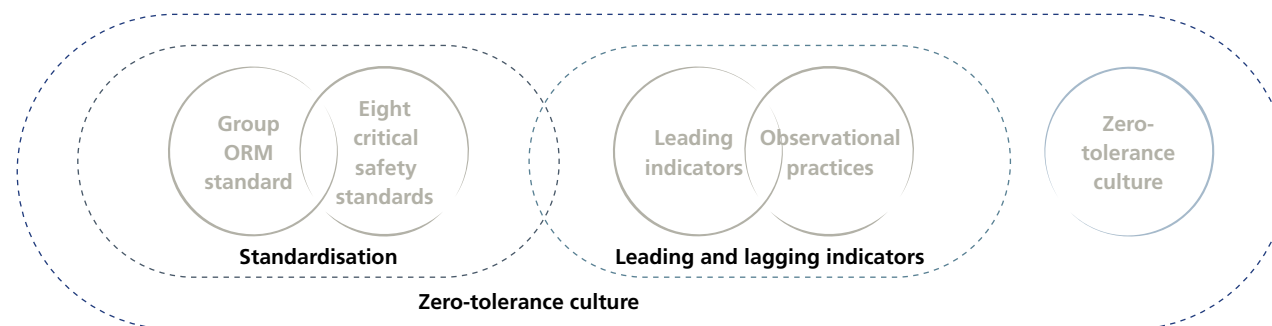 Group
ORM
standard
Eight
critical
safety
standards
Leading
indicators
Observational
practices
Zero-
tolerance
culture
Standardisation
Leading and lagging indicators
Zero-tolerance culture